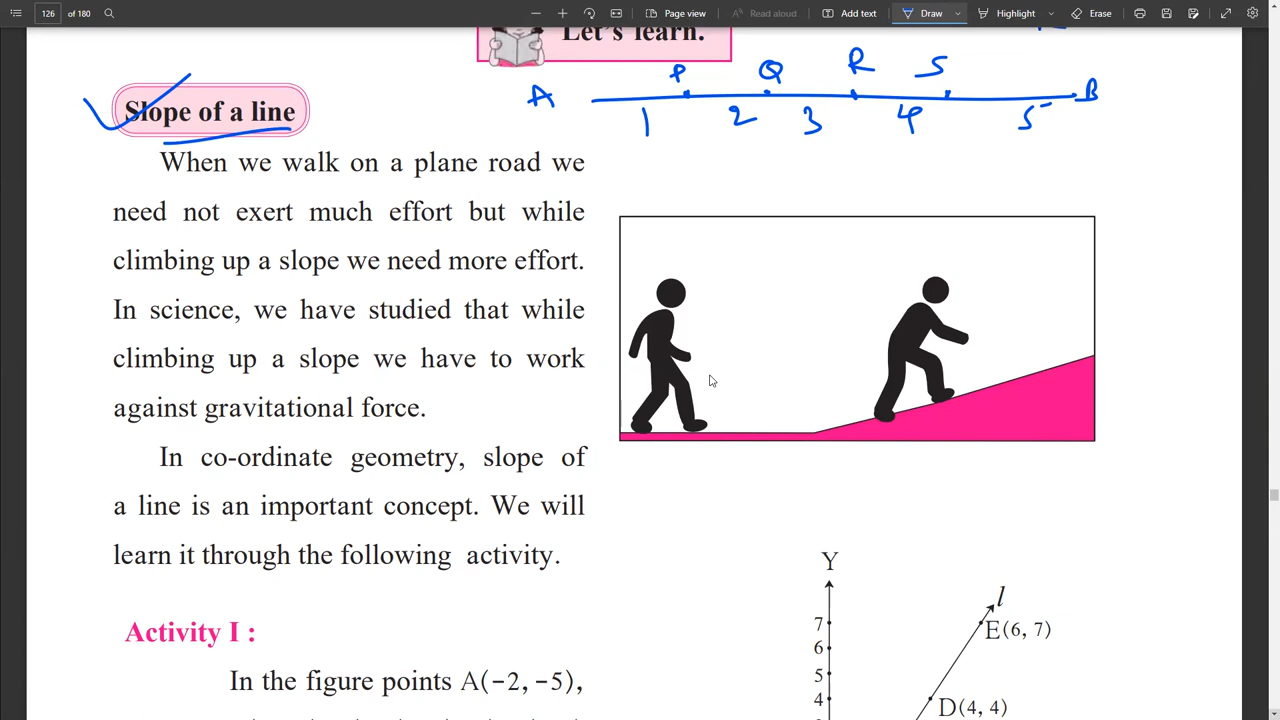 126 of 180
Page view
Read aloud
Add text
Draw
Highlight
Erase
Let's learn.
P Q R S
A B
1 2 3 4 5
Slope of a line
When we walk on a plane road we
need not exert much effort but while
climbing up a slope we need more effort.
In science, we have studied that while
climbing up a slope we have to work
against gravitational force.
In co-ordinate geometry, slope of
a line is an important concept. We will
learn it through the following activity.
Y
l
7
E(6, 7)
6
5
4
D(4, 4)
Activity I :
In the figure points A(-2, -5),